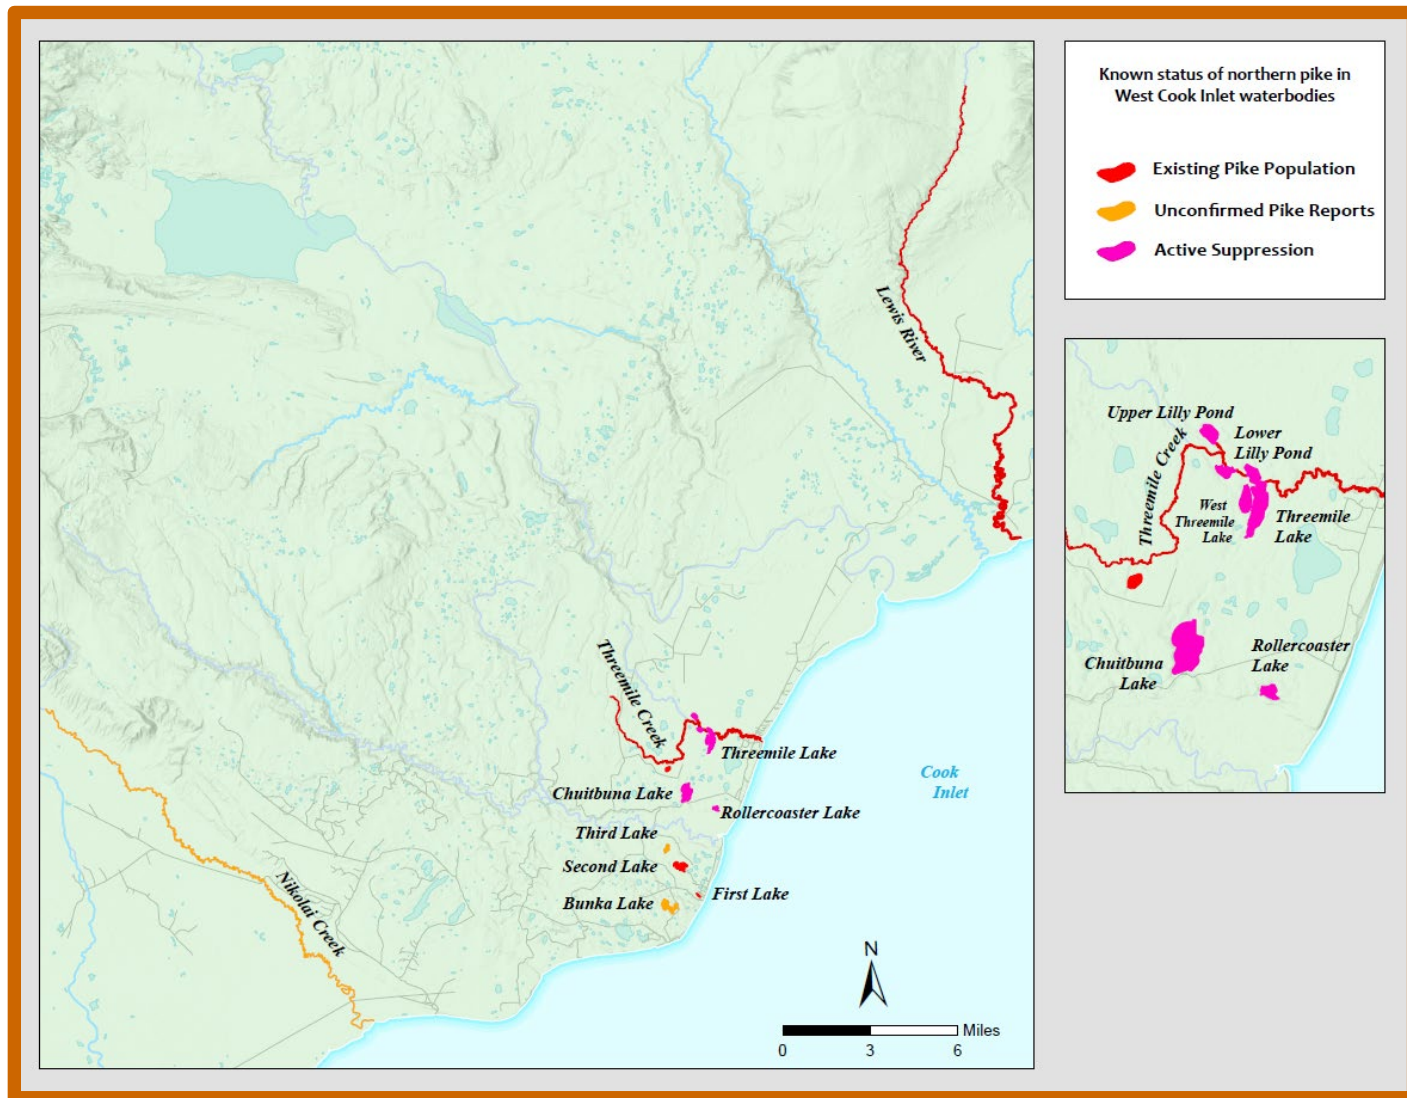 Known status of northern pike in
West Cook Inlet waterbodies
Existing Pike Population
Unconfirmed Pike Reports
Active Suppression
Lewis River
Threemile Creek
Threemile Lake
Chuitbuna Lake
Rollercoaster Lake
Third Lake
Second Lake
First Lake
Bunka Lake
Nikolai Creek
Cook
Inlet
N
Miles
0
3
6
Upper Lilly Pond
Lower
Lilly Pond
Threemile Creek
West
Threemile
Lake
Threemile
Lake
Chuitbuna
Lake
Rollercoaster
Lake